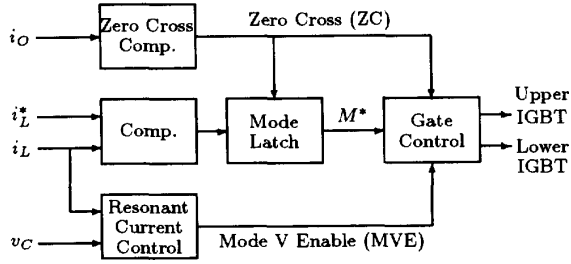 Zero Cross (ZC)
i_O
Zero Cross
Comp.
i_L^*
i_L
Comp.
Mode
Latch
M*
Gate
Control
Upper
IGBT
Lower
IGBT
Resonant
Current
Control
v_C
Mode V Enable (MVE)